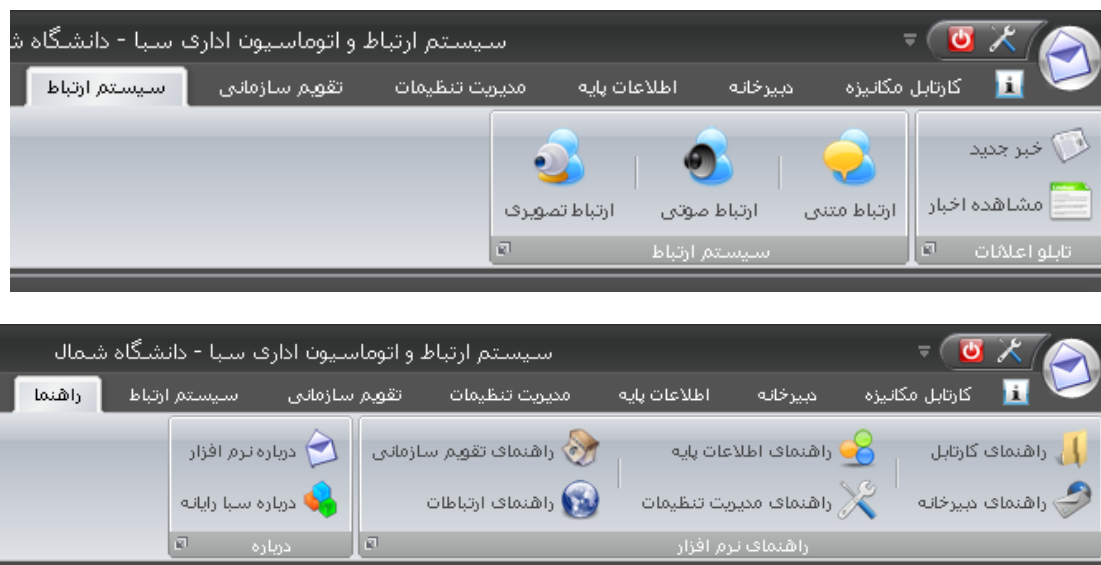 سیستم ارتباط و اتوماسیون اداری سبا - دانشگاه ش
کارتابل مکانیزه دبیرخانه اطلاعات پایه مدیریت تنظیمات تقویم سازمانی سیستم ارتباط
خبر جدید
مشاهده اخبار ارتباط متنی ارتباط صوتی ارتباط تصویری
تابلو اعلانات سیستم ارتباط
سیستم ارتباط و اتوماسیون اداری سبا - دانشگاه شمال
کارتابل مکانیزه دبیرخانه اطلاعات پایه مدیریت تنظیمات تقویم سازمانی سیستم ارتباط راهنما
راهنمای کارتابل راهنمای اطلاعات پایه راهنمای تقویم سازمانی درباره نرم افزار
راهنمای دبیرخانه راهنمای مدیریت تنظیمات راهنمای ارتباطات درباره سبا رایانه
راهنمای نرم افزار درباره